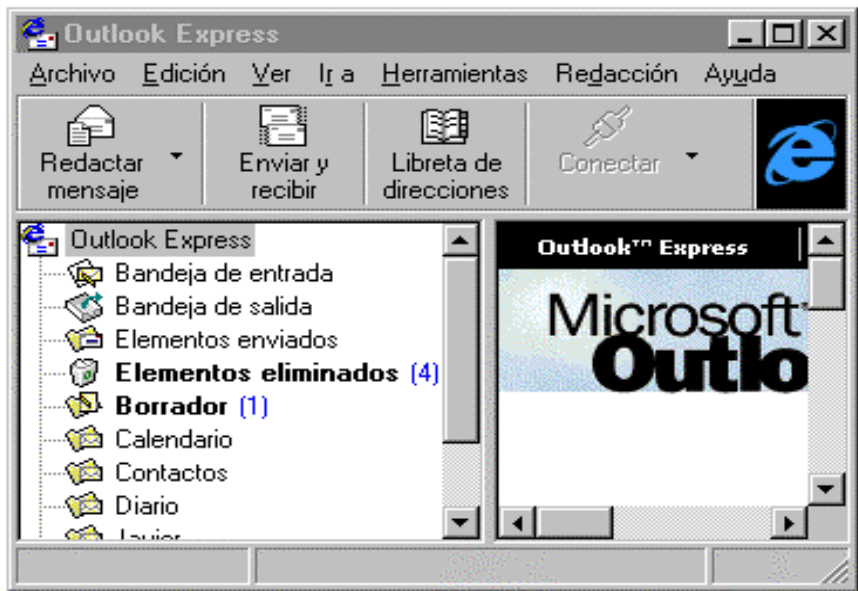 Outlook Express
Archivo Edición Ver Ir a Herramientas Redacción Ayuda
Redactar mensaje
Enviar y recibir
Libreta de direcciones
Conectar
Outlook Express
Bandeja de entrada
Bandeja de salida
Elementos enviados
Elementos eliminados (4)
Borrador (1)
Calendario
Contactos
Diario
Outlook™ Express
Microsoft
Outlo